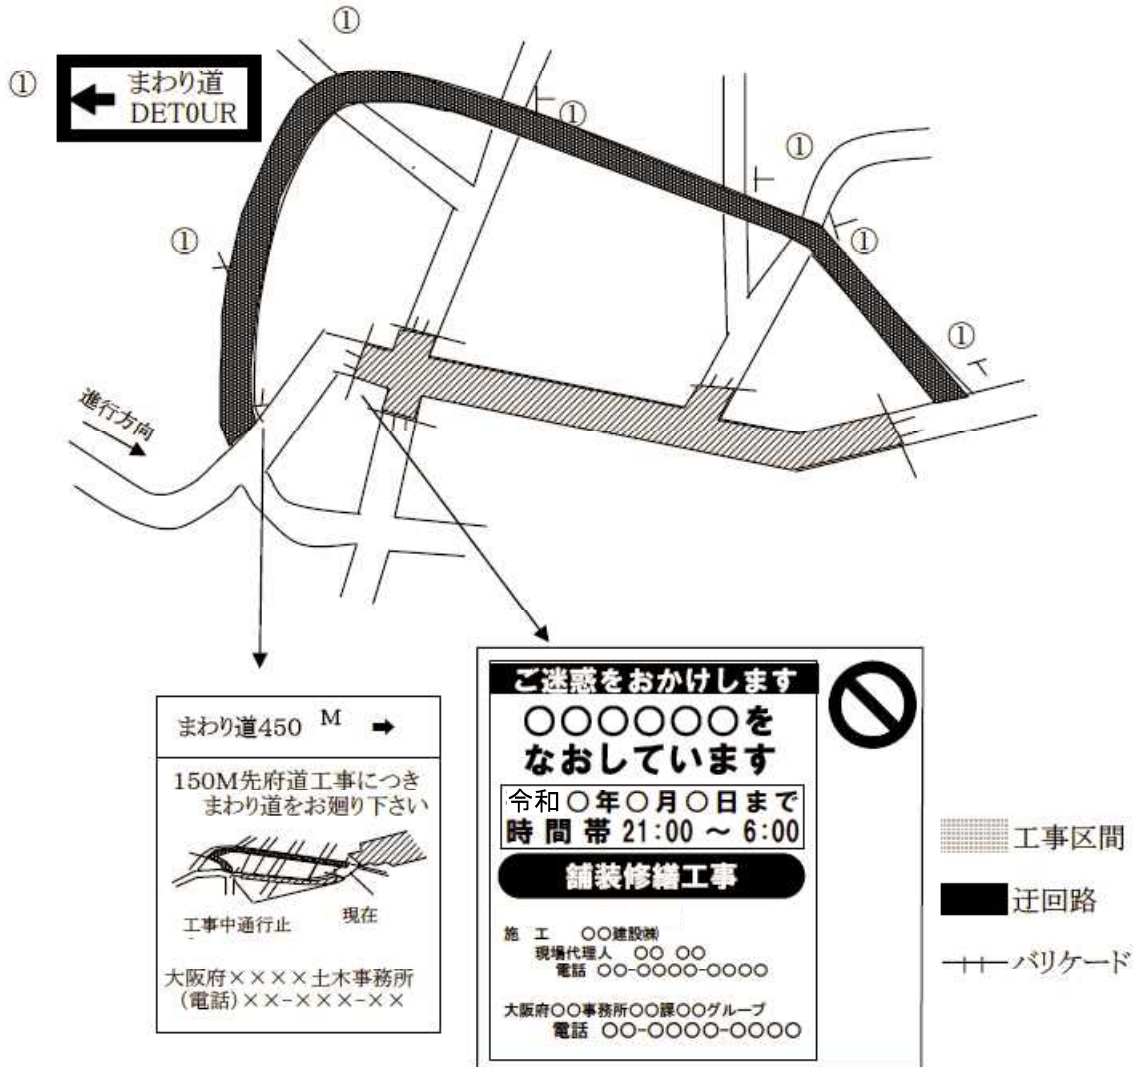 ①
①
まわり道
DETOUR
①
①
①
①
①
進行方向
まわり道450 M ➡
150M先府道工事につき
まわり道をお廻り下さい
工事中通行止
現在
大阪府××××土木事務所
(電話)××-×××-××
ご迷惑をおかけします
○○○○○○を
なおしています
令和○年○月○日まで
時間帯 21:00 ～ 6:00
舗装修繕工事
施 工 ○○建設㈱
現場代理人 ○○ ○○
電話 ○○-○○○○-○○○○
大阪府○○事務所○○課○○グループ
電話 ○○-○○○○-○○○○
工事区間
迂回路
バリケード